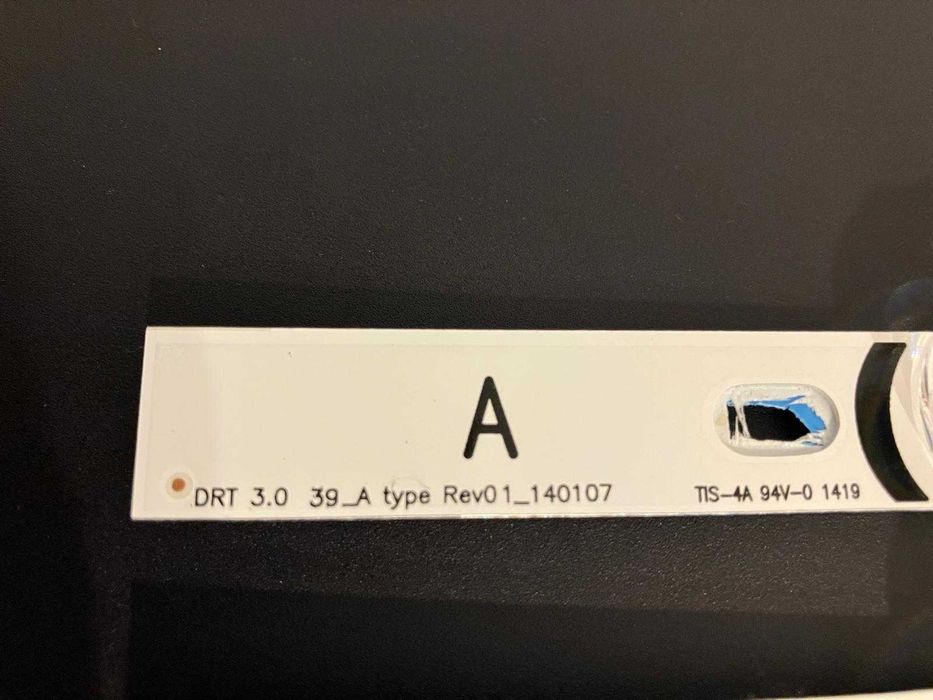 A
DRT 3.0 39_A type Rev01_140107
TIS-4A 94V-0 1419